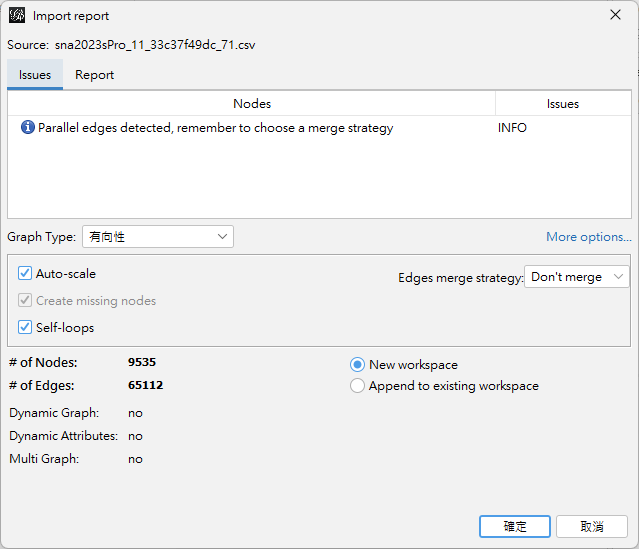 Import report
Source: sna2023sPro_11_33c37f49dc_71.csv
Issues Report
Nodes Issues
Parallel edges detected, remember to choose a merge strategy INFO
Graph Type: 有向性 More options...
Auto-scale
Edges merge strategy: Don't merge
Create missing nodes
Self-loops
# of Nodes: 9535 New workspace
# of Edges: 65112 Append to existing workspace
Dynamic Graph: no
Dynamic Attributes: no
Multi Graph: no
確定 取消